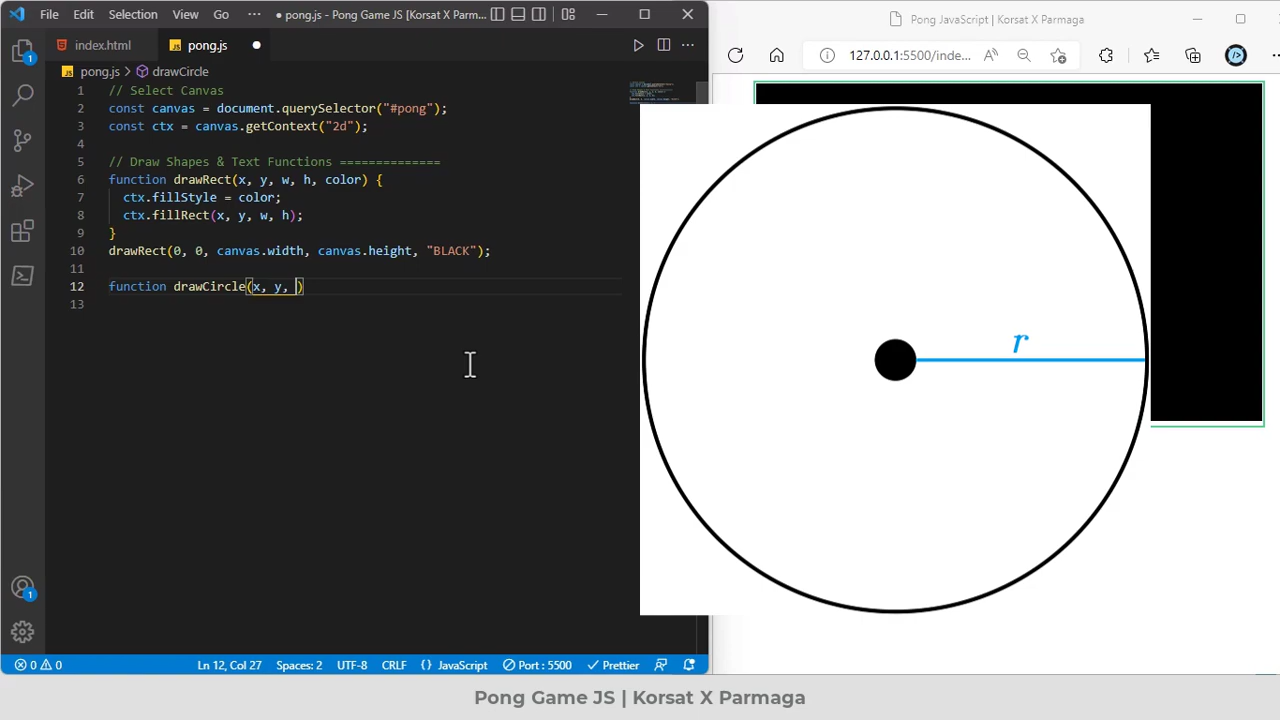 File Edit Selection View Go ··· ● pong.js - Pong Game JS [Korsat X Parm...
index.html pong.js ●
pong.js > drawCircle
1 // Select Canvas
2 const canvas = document.querySelector("#pong");
3 const ctx = canvas.getContext("2d");
4
5 // Draw Shapes & Text Functions ==============
6 function drawRect(x, y, w, h, color) {
7 ctx.fillStyle = color;
8 ctx.fillRect(x, y, w, h);
9 }
10 drawRect(0, 0, canvas.width, canvas.height, "BLACK");
11
12 function drawCircle(x, y, )
13
1
1
0 0 Ln 12, Col 27 Spaces: 2 UTF-8 CRLF {} JavaScript Port : 5500 Prettier
Pong JavaScript | Korsat X Parmaga
127.0.0.1:5500/inde...
r
Pong Game JS | Korsat X Parmaga